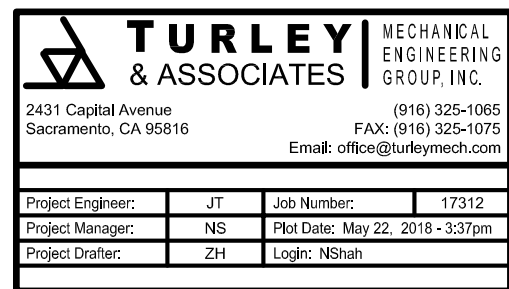 TURLEY
& ASSOCIATES
MECHANICAL
ENGINEERING
GROUP, INC.
2431 Capital Avenue
Sacramento, CA 95816
(916) 325-1065
FAX: (916) 325-1075
Email: office@turleymech.com
Project Engineer: JT Job Number: 17312
Project Manager: NS Plot Date: May 22, 2018 - 3:37pm
Project Drafter: ZH Login: NShah